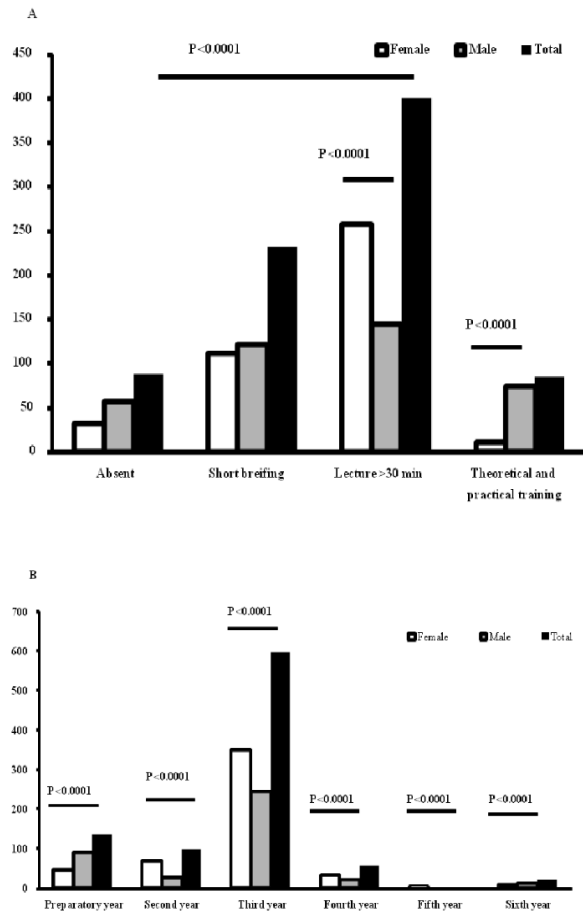 A
P<0.0001
450
Female Male Total
400
350
P<0.0001
300
250
200
150
P<0.0001
100
50
0
Absent Short breifing Lecture >30 min Theoretical and
practical training
B
700
P<0.0001
Female Male Total
600
500
400
300
P<0.0001 P<0.0001 P<0.0001 P<0.0001 P<0.0001
200
100
0
Preparatory year Second year Third year Fourth year Fifth year Sixth year